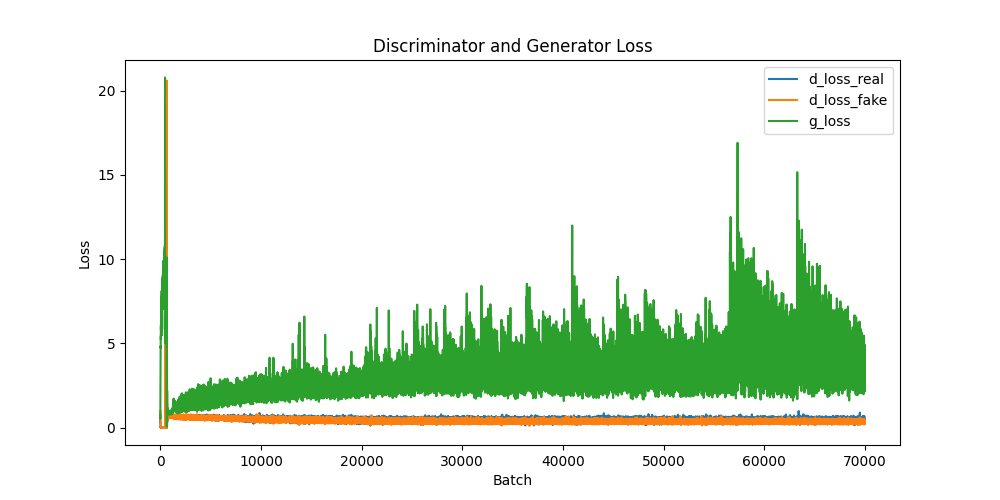 Discriminator and Generator Loss
d_loss_real
d_loss_fake
g_loss
20
15
10
5
0
Loss
0 10000 20000 30000 40000 50000 60000 70000
Batch